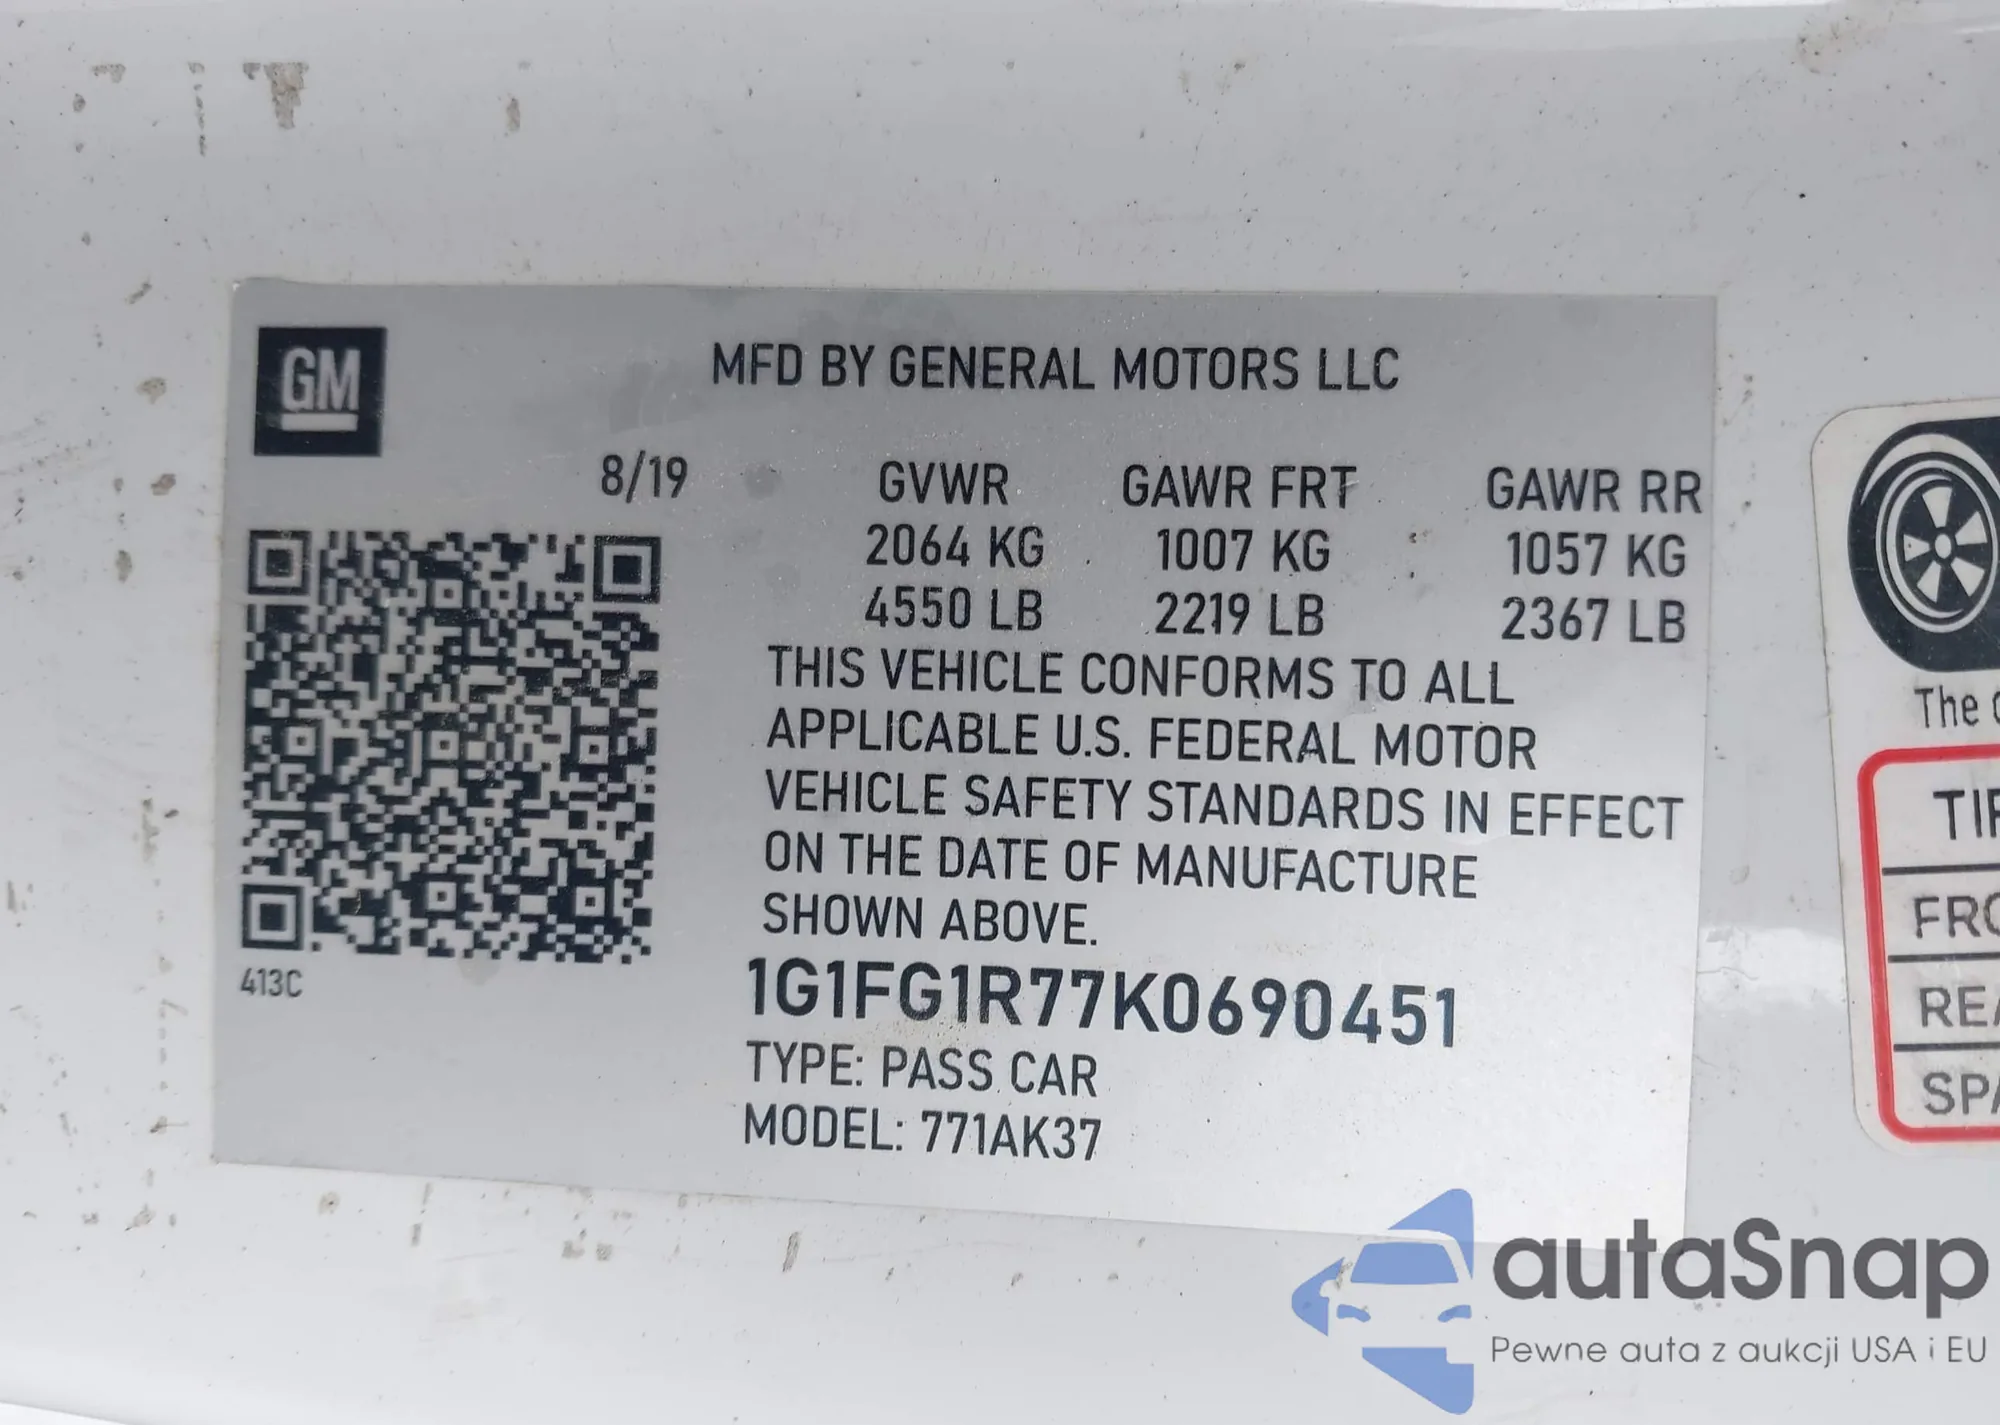 GM
MFD BY GENERAL MOTORS LLC
8/19 GVWR GAWR FRT GAWR RR
2064 KG 1007 KG 1057 KG
4550 LB 2219 LB 2367 LB
THIS VEHICLE CONFORMS TO ALL
APPLICABLE U.S. FEDERAL MOTOR
VEHICLE SAFETY STANDARDS IN EFFECT
ON THE DATE OF MANUFACTURE
SHOWN ABOVE.
413C
1G1FG1R77K0690451
TYPE: PASS CAR
MODEL: 771AK37
The
autaSnap
Pewne auta z aukcji USA i EU